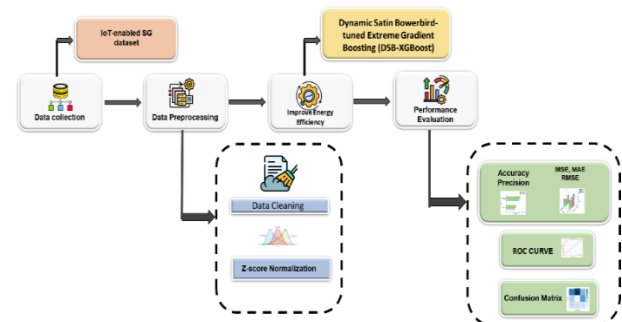 IoT-enabled SG
dataset
Dynamic Satin Bowerbird-
tuned Extreme Gradient
Boosting (DSB-XGBoost)
Data collection
Data Preprocessing
Improve Energy
Efficiency
Performance
Evaluation
Data Cleaning
Z-score Normalization
Accuracy
Precision
MSE, MAE
RMSE
ROC CURVE
Confusion Matrix